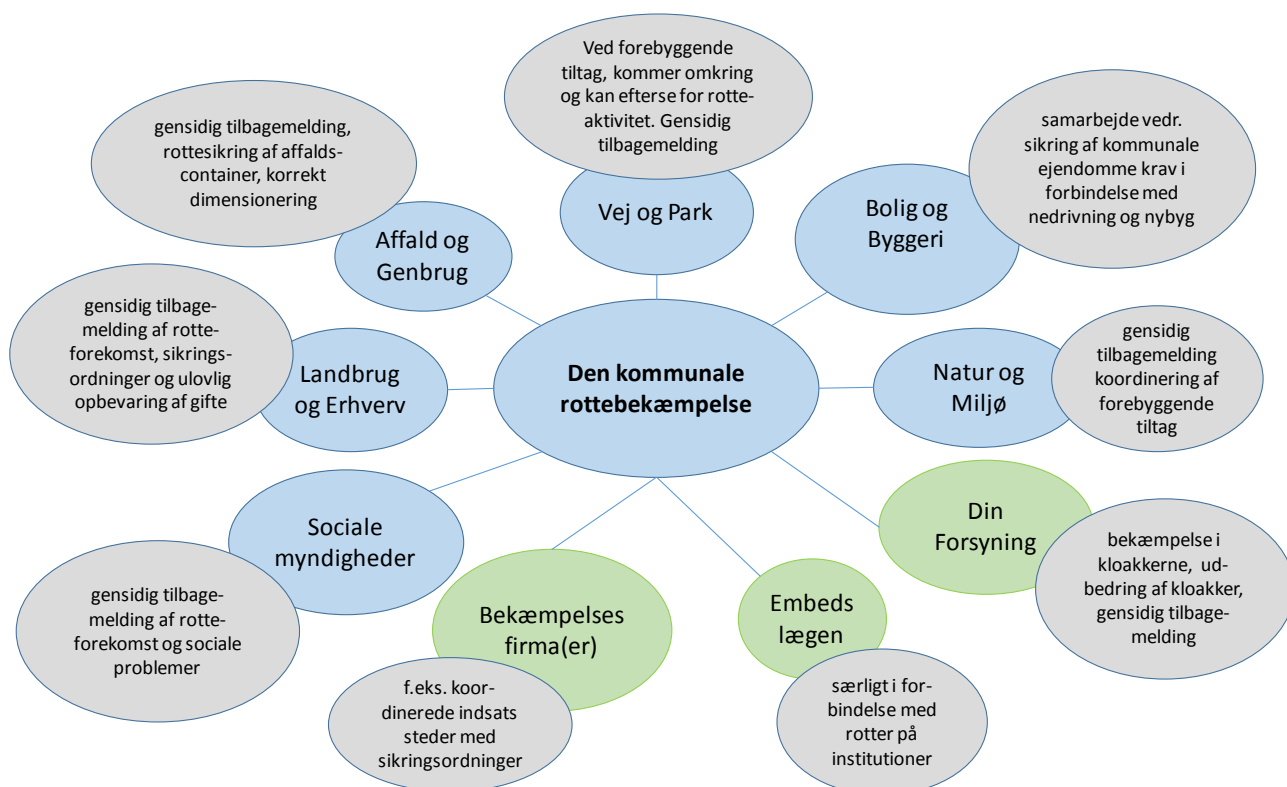 Ved forebyggende
tiltag, kommer omkring
og kan efterse for rotte-
aktivitet. Gensidig
tilbagemelding
Vej og Park
gensidig tilbagemelding,
rottesikring af affalds-
container, korrekt
dimensionering
Affald og
Genbrug
samarbejde vedr.
sikring af kommunale
ejendomme krav i
forbindelse med
nedrivning og nybyg
Bolig og
Byggeri
gensidig tilbage-
melding af rotte-
forekomst, sikrings-
ordninger og ulovlig
opbevaring af gifte
Landbrug
og Erhverv
Den kommunale
rottebekæmpelse
Natur og
Miljø
gensidig
tilbagemelding
koordinering af
forebyggende
tiltag
Sociale
myndigheder
gensidig tilbage-
melding af rotte-
forekomst og sociale
problemer
Bekæmpelses
firma(er)
f.eks. koor-
dinerede indsats
steder med
sikringsordninger
Embeds
lægen
særligt i for-
bindelse med
rotter på
institutioner
Din
Forsyning
bekæmpelse i
kloakkerne, ud-
bedring af kloakker,
gensidig tilbage-
melding